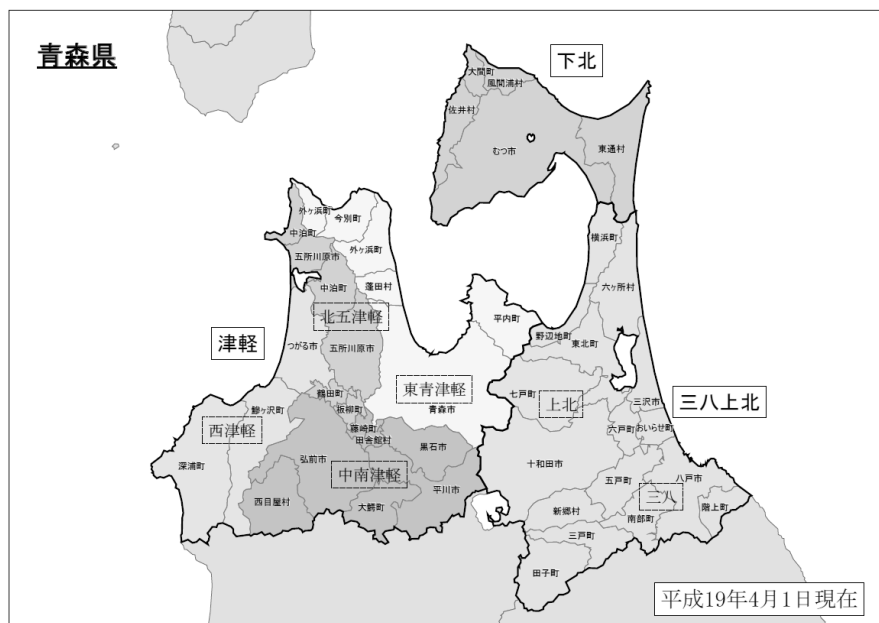 青森県
下北
大間町
風間浦村
佐井村
むつ市
東通村
外ヶ浜町
今別町
中泊町
五所川原市
外ヶ浜町
横浜町
中泊町
蓬田村
六ヶ所村
北五津軽
平内町
津軽
つがる市
五所川原市
野辺地町
東北町
東青津軽
青森市
七戸町
上北
三沢市
三八上北
鶴田町
板柳町
鰺ヶ沢町
西津軽
藤崎町
田舎館村
黒石市
六戸町
おいらせ町
深浦町
弘前市
中南津軽
十和田市
五戸町
八戸市
三八
西目屋村
平川市
大鰐町
新郷村
南部町
階上町
三戸町
田子町
平成19年4月1日現在